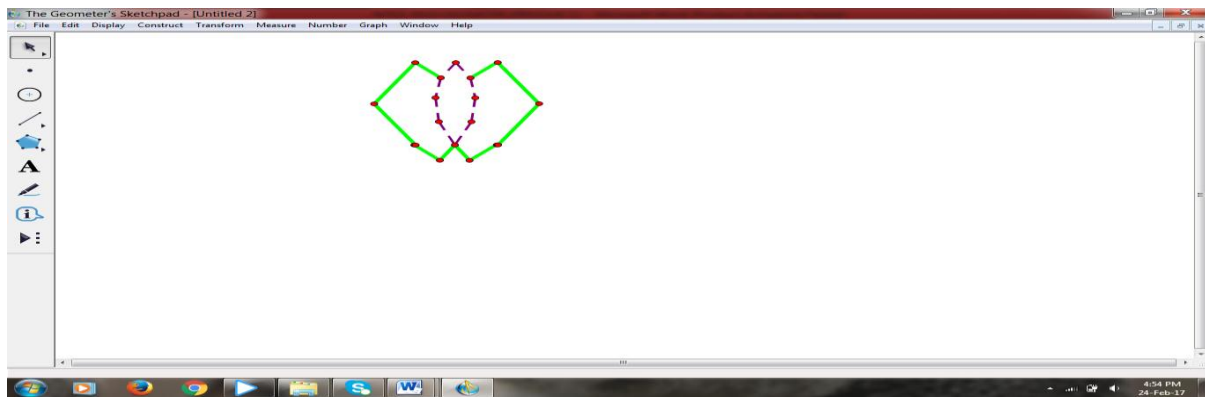 The Geometer's Sketchpad - [Untitled 2]
File Edit Display Construct Transform Measure Number Graph Window Help
A
i
S
W
4:54 PM
24-Feb-17